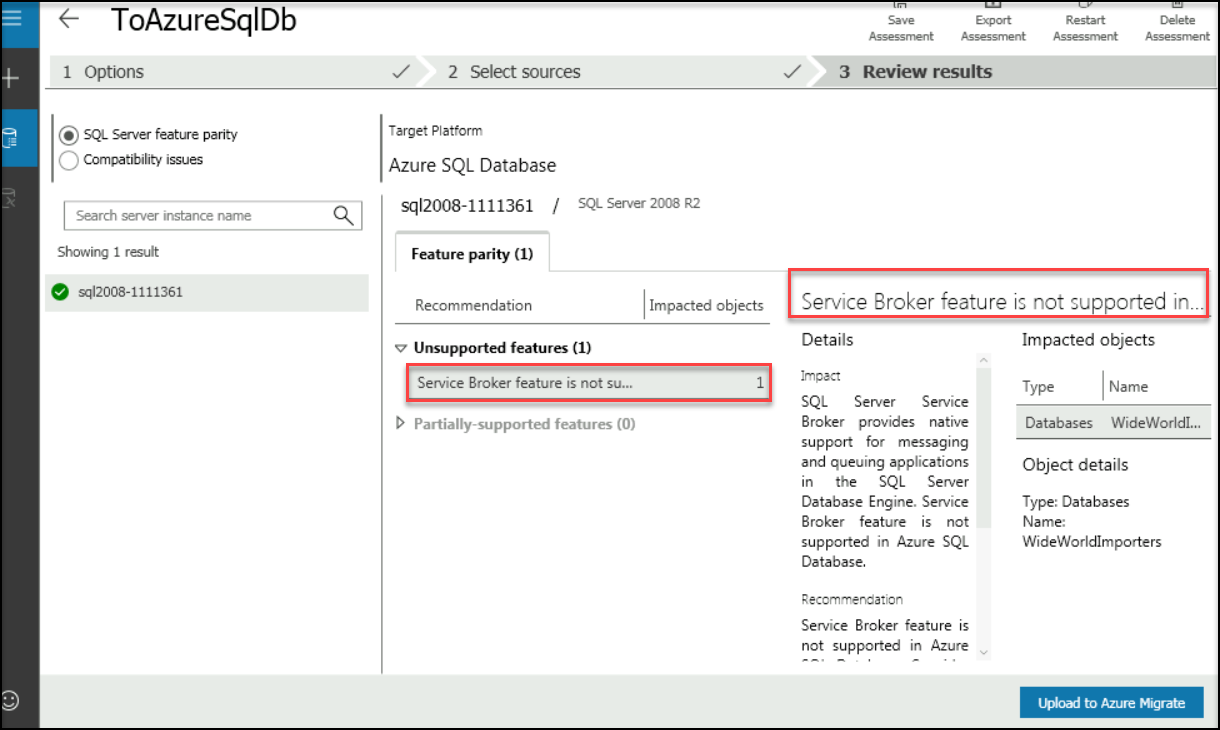 ToAzureSqlDb
Save Assessment
Export Assessment
Restart Assessment
Delete Assessment
1 Options
2 Select sources
3 Review results
SQL Server feature parity
Compatibility issues
Search server instance name
Showing 1 result
sql2008-1111361
Target Platform
Azure SQL Database
sql2008-1111361 / SQL Server 2008 R2
Feature parity (1)
Recommendation Impacted objects
Unsupported features (1)
Service Broker feature is not su... 1
Partially-supported features (0)
Service Broker feature is not supported in...
Details
Impact
SQL Server Service
Broker provides native
support for messaging
and queuing applications
in the SQL Server
Database Engine. Service
Broker feature is not
supported in Azure SQL
Database.
Recommendation
Service Broker feature is
not supported in Azure
Impacted objects
Type Name
Databases WideWorldI...
Object details
Type: Databases
Name:
WideWorldImporters
Upload to Azure Migrate